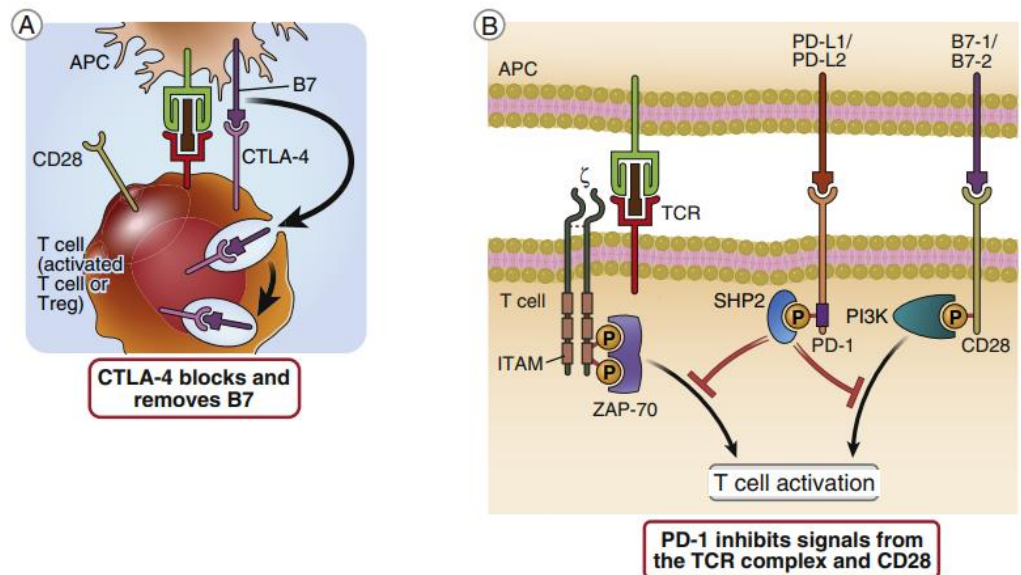 A
APC
B7
CTLA-4
CD28
T cell
(activated
T cell or
Treg)
CTLA-4 blocks and
removes B7
B
APC
PD-L1/
PD-L2
B7-1/
B7-2
ζ
TCR
T cell
SHP2
P
PI3K
P
PD-1
CD28
ITAM
P
P
ZAP-70
T cell activation
PD-1 inhibits signals from
the TCR complex and CD28